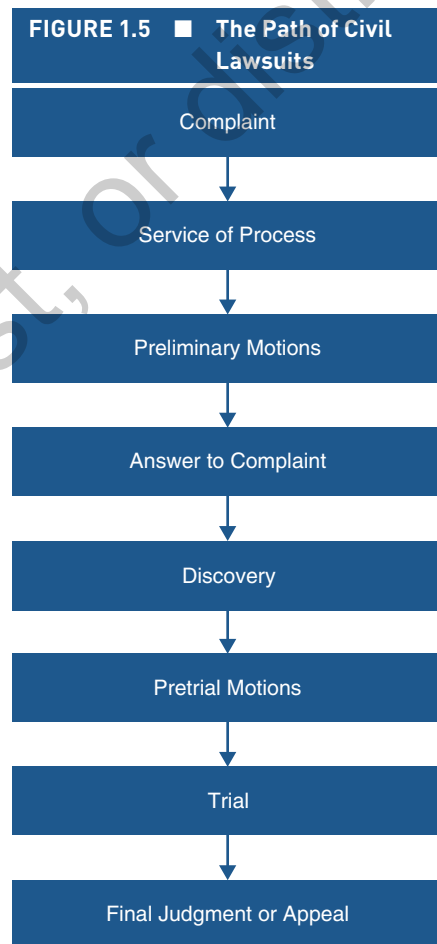 FIGURE 1.5 ■ The Path of Civil
Lawsuits
Complaint
Service of Process
Preliminary Motions
Answer to Complaint
Discovery
Pretrial Motions
Trial
Final Judgment or Appeal
or